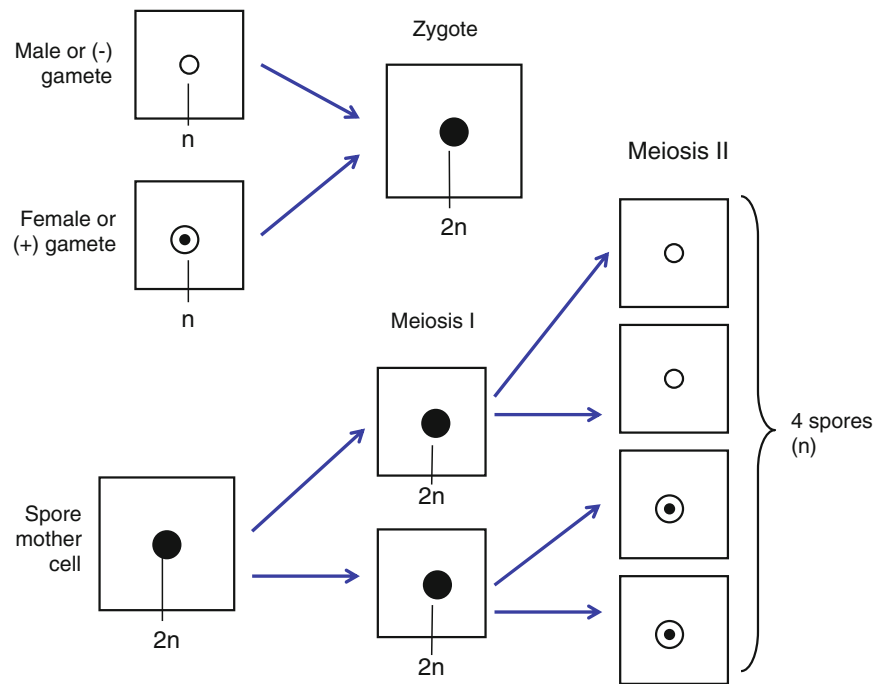 Male or (-)
gamete
n
Zygote
2n
Female or
(+) gamete
n
Meiosis II
Meiosis I
2n
4 spores
(n)
Spore
mother
cell
2n
2n